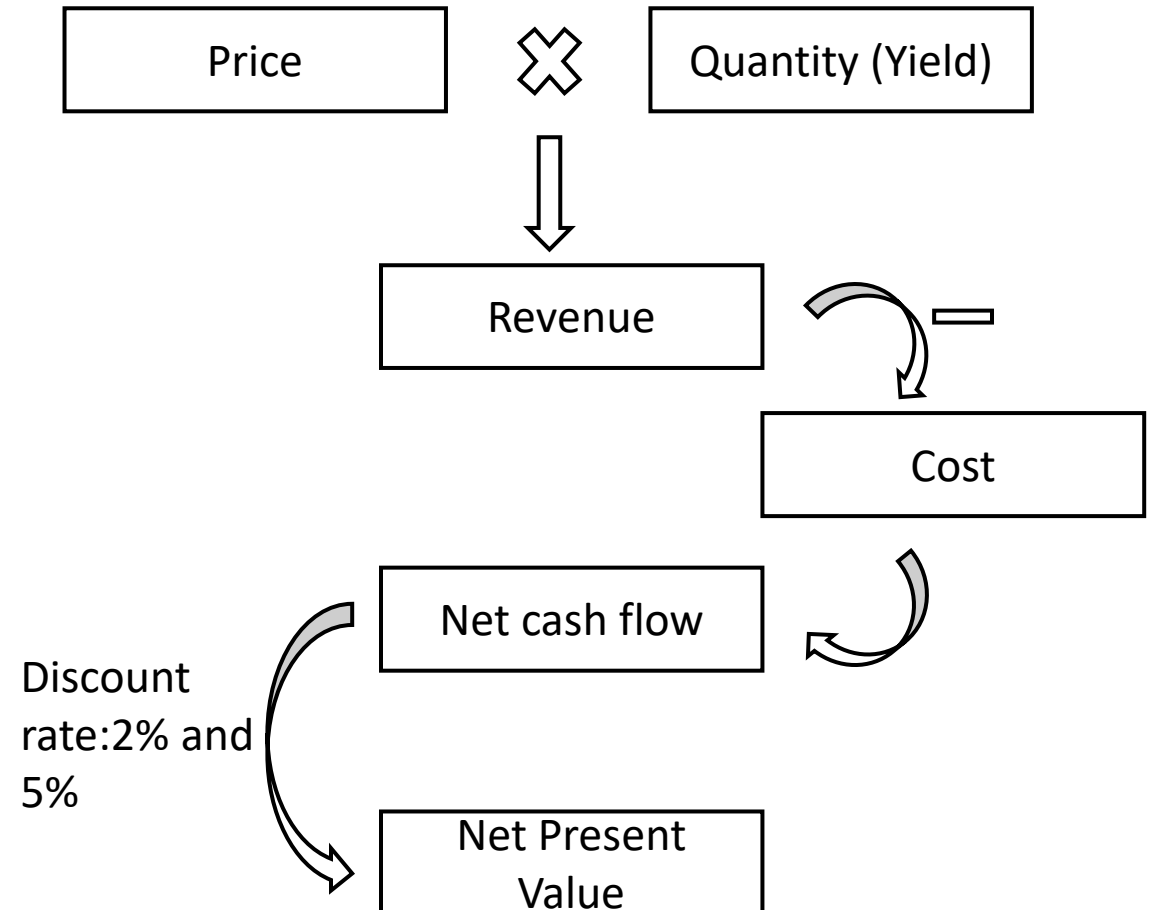 Price
Quantity (Yield)
Revenue
Cost
Net cash flow
Discount
rate:2% and
5%
Net Present
Value